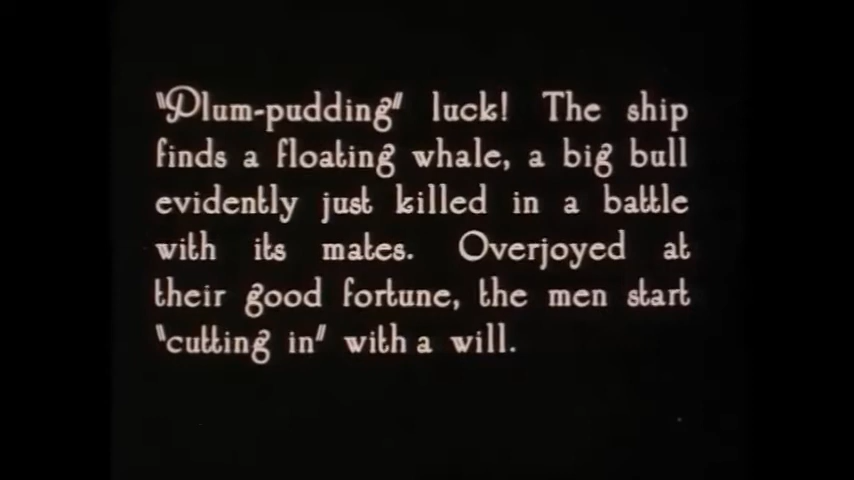 "Plum-pudding" luck! The ship
finds a floating whale, a big bull
evidently just killed in a battle
with its mates. Overjoyed at
their good fortune, the men start
"cutting in" with a will.